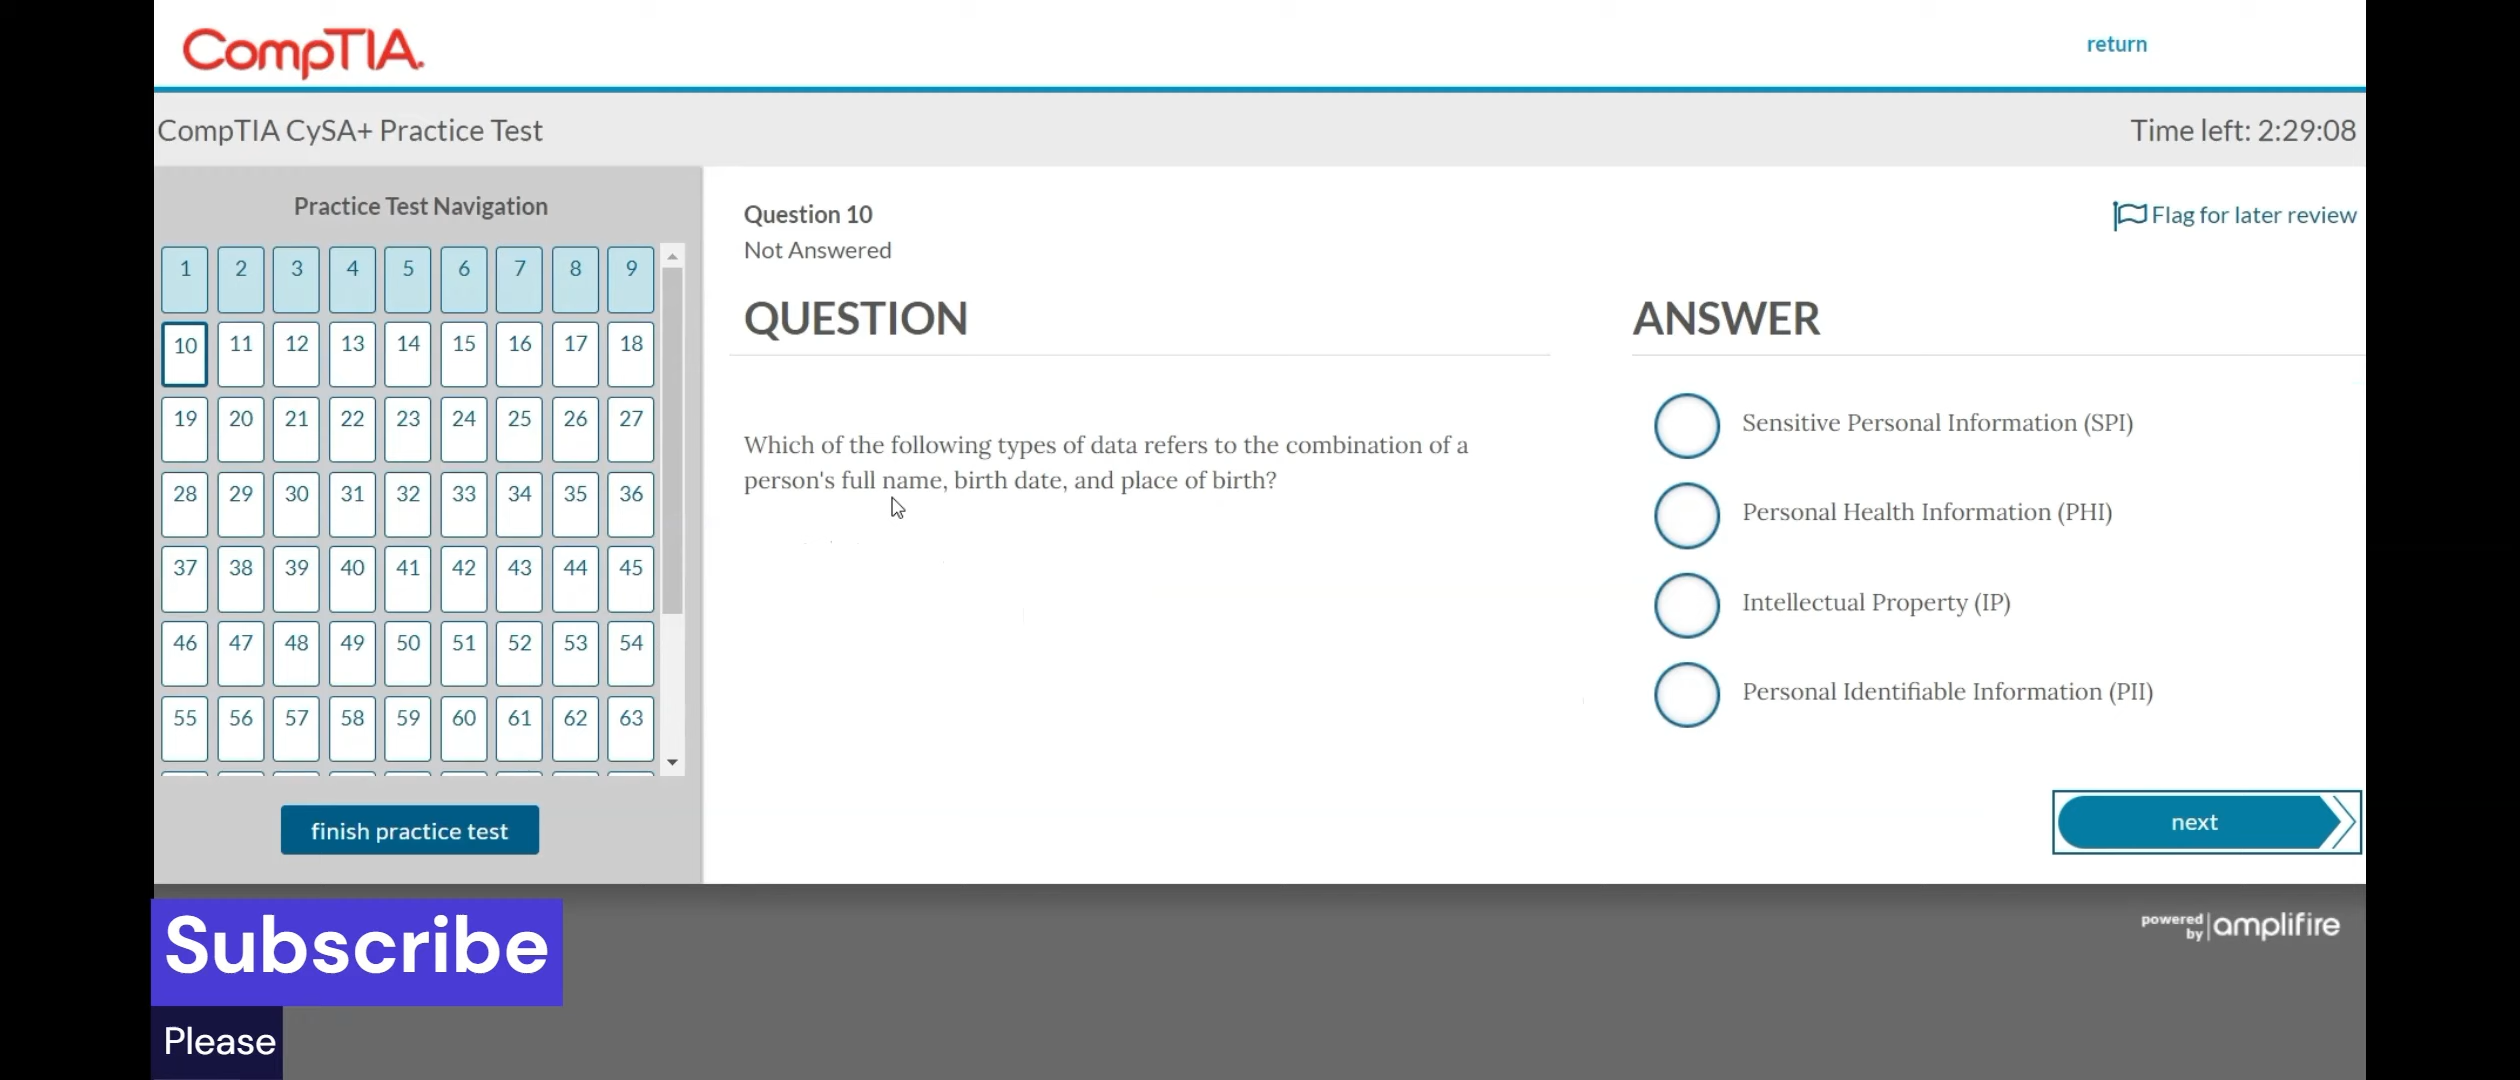 CompTIA.
return
CompTIA CySA+ Practice Test
Time left: 2:29:08
Practice Test Navigation
1 2 3 4 5 6 7 8 9
10 11 12 13 14 15 16 17 18
19 20 21 22 23 24 25 26 27
28 29 30 31 32 33 34 35 36
37 38 39 40 41 42 43 44 45
46 47 48 49 50 51 52 53 54
55 56 57 58 59 60 61 62 63
finish practice test
Question 10
Not Answered
Flag for later review
QUESTION
Which of the following types of data refers to the combination of a
person's full name, birth date, and place of birth?
ANSWER
Sensitive Personal Information (SPI)
Personal Health Information (PHI)
Intellectual Property (IP)
Personal Identifiable Information (PII)
next
powered
by amplifire
Subscribe
Please